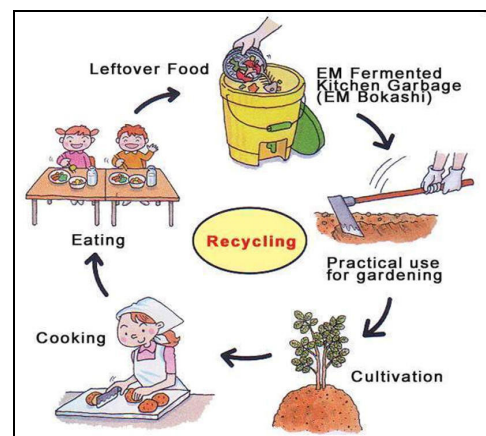 Leftover Food
EM Fermented
Kitchen Garbage
(EM Bokashi)
Eating
Recycling
Practical use
for gardening
Cooking
Cultivation